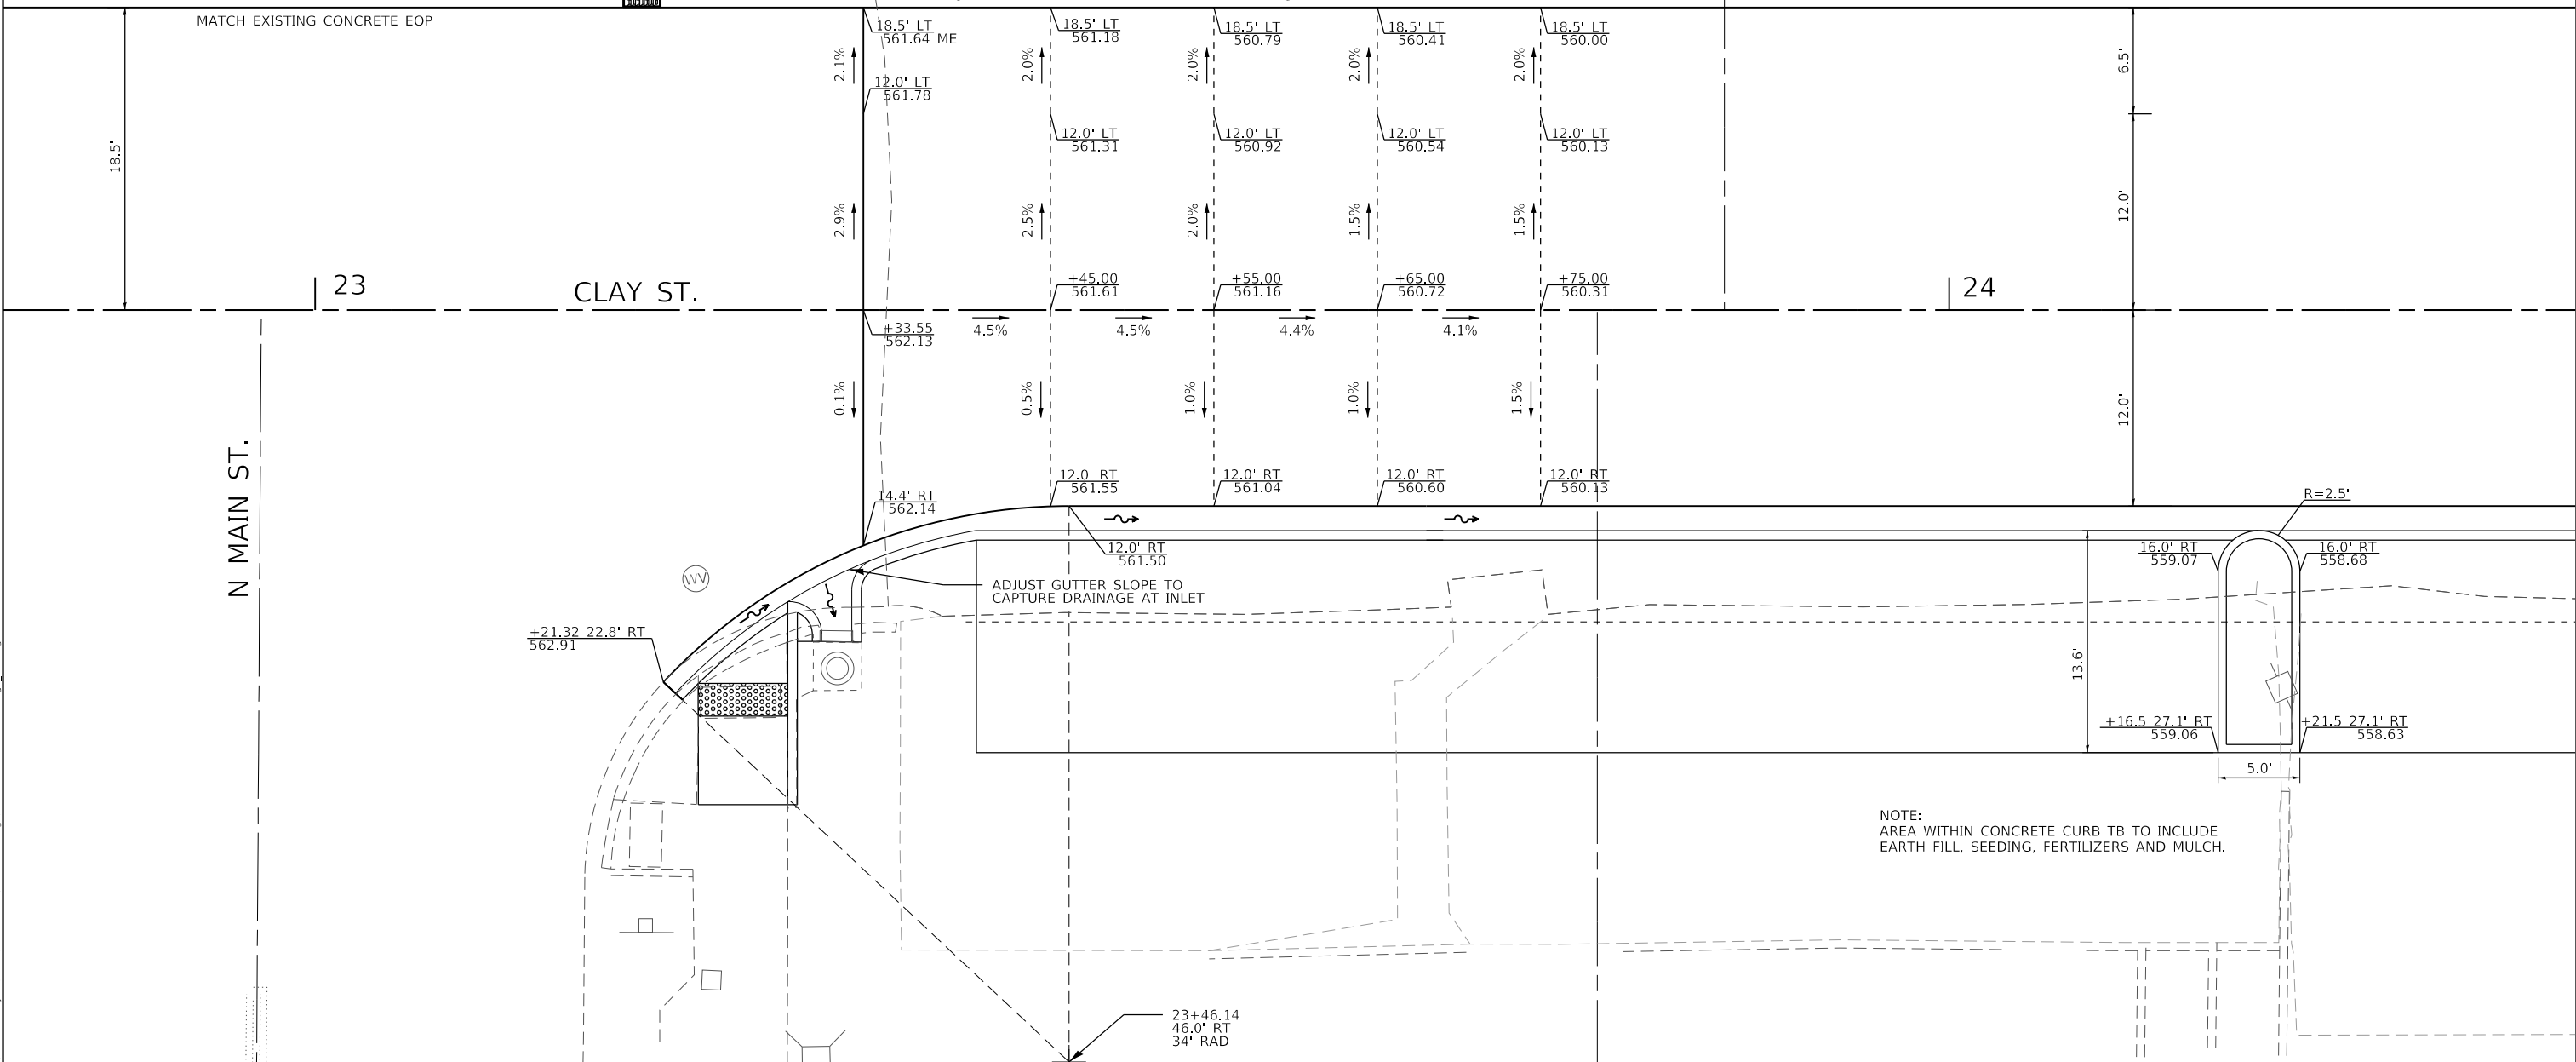 MATCH EXISTING CONCRETE EOP
18.5' LT
561.64 ME
18.5' LT
561.18
18.5' LT
560.79
18.5' LT
560.41
18.5' LT
560.00
2.1%
2.0%
2.0%
2.0%
2.0%
6.5'
12.0' LT
561.78
12.0' LT
561.31
12.0' LT
560.92
12.0' LT
560.54
12.0' LT
560.13
18.5'
2.9%
2.5%
2.0%
1.5%
1.5%
12.0'
23
CLAY ST.
+45.00
561.61
+55.00
561.16
+65.00
560.72
+75.00
560.31
24
+33.55
562.13
4.5%
4.5%
4.4%
4.1%
0.1%
0.5%
1.0%
1.0%
1.5%
12.0'
N MAIN ST.
14.4' RT
562.14
12.0' RT
561.55
12.0' RT
561.04
12.0' RT
560.60
12.0' RT
560.13
R=2.5'
12.0' RT
561.50
16.0' RT
559.07
16.0' RT
558.68
WV
ADJUST GUTTER SLOPE TO
CAPTURE DRAINAGE AT INLET
+21.32 22.8' RT
562.91
13.6'
+16.5 27.1' RT
559.06
+21.5 27.1' RT
558.63
5.0'
NOTE:
AREA WITHIN CONCRETE CURB TB TO INCLUDE
EARTH FILL, SEEDING, FERTILIZERS AND MULCH.
23+46.14
46.0' RT
34' RAD